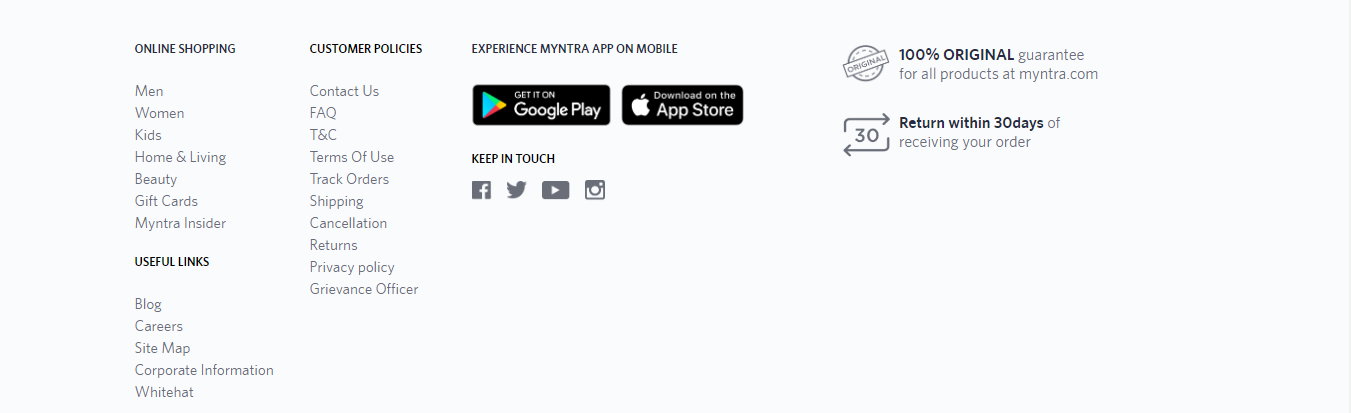 ONLINE SHOPPING
Men
Women
Kids
Home & Living
Beauty
Gift Cards
Myntra Insider
USEFUL LINKS
Blog
Careers
Site Map
Corporate Information
Whitehat
CUSTOMER POLICIES
Contact Us
FAQ
T&C
Terms Of Use
Track Orders
Shipping
Cancellation
Returns
Privacy policy
Grievance Officer
EXPERIENCE MYNTRA APP ON MOBILE
GET IT ON
Google Play
Download on the
App Store
KEEP IN TOUCH
ORIGINAL
100% ORIGINAL guarantee
for all products at myntra.com
30
Return within 30days of
receiving your order